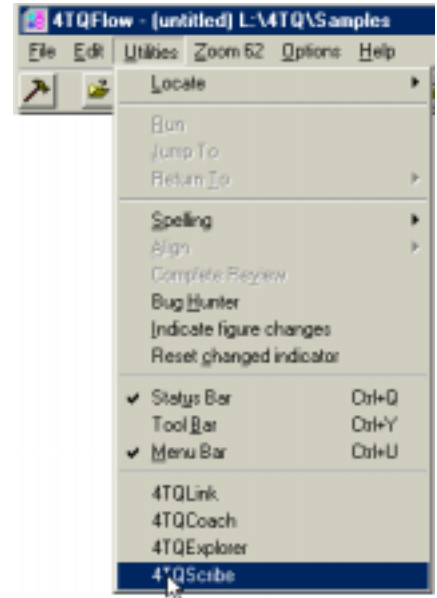 4TQFlow - (untitled) L:\4TQ\Samples
File Edit Utilities Zoom 62 Options Help
Locate
Run
Jump To
Return To
Spelling
Align
Complete Review
Bug Hunter
Indicate figure changes
Reset changed indicator
Status Bar Ctrl+Q
Tool Bar Ctrl+Y
Menu Bar Ctrl+U
4TQLink
4TQCoach
4TQExplorer
4TQScribe